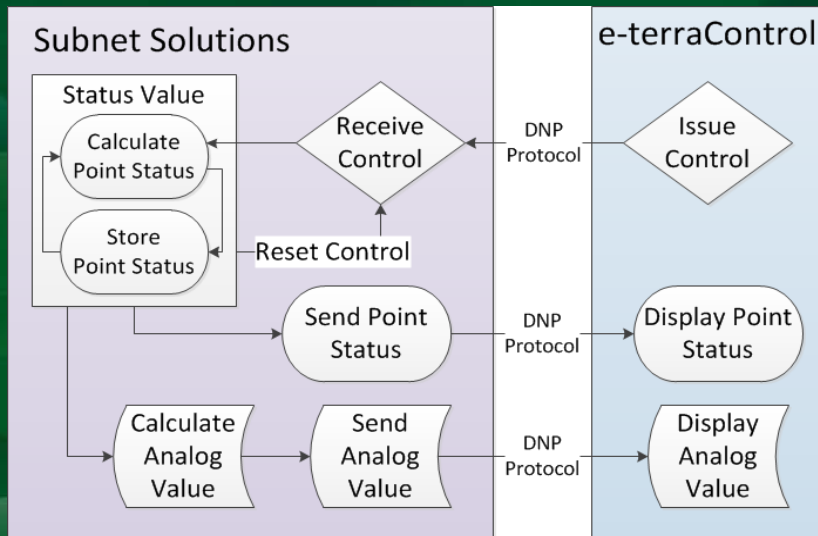 Subnet Solutions
e-terraControl
Status Value
Calculate
Point Status
Receive
Control
DNP
Protocol
Issue
Control
Store
Point Status
Reset Control
Send Point
Status
DNP
Protocol
Display Point
Status
Calculate
Analog
Value
Send
Analog
Value
DNP
Protocol
Display
Analog
Value